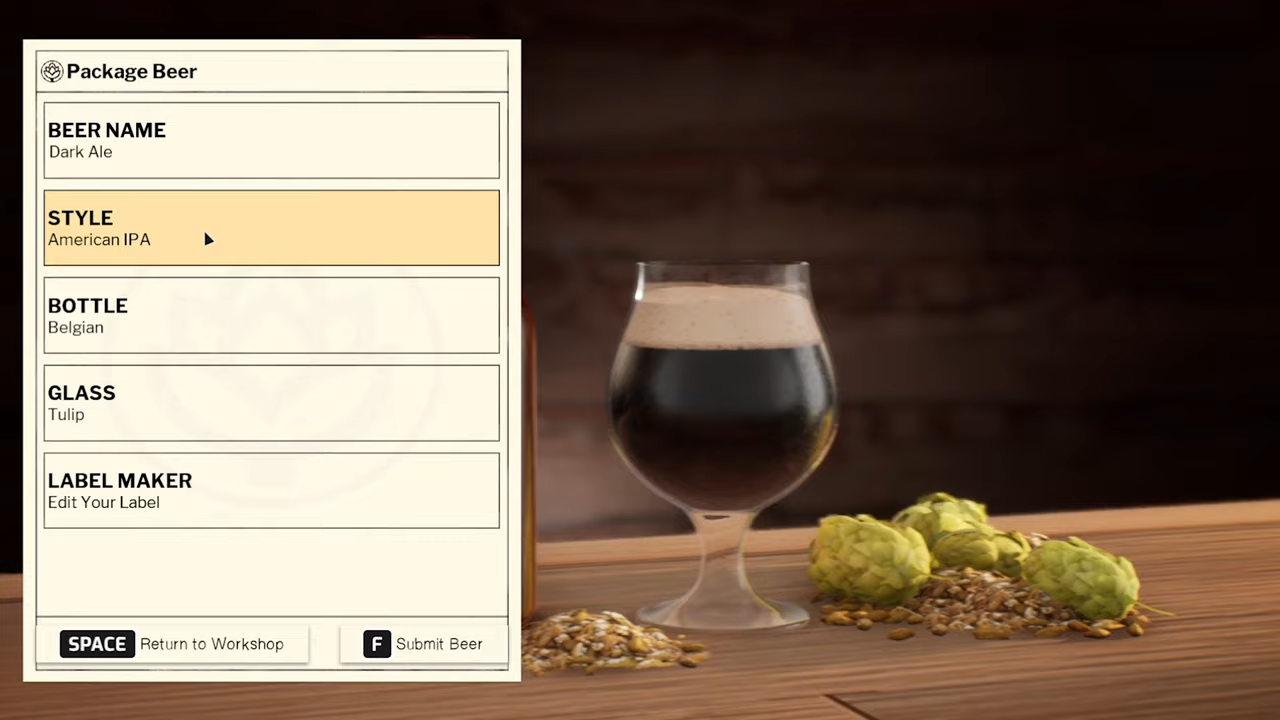 Package Beer
BEER NAME
Dark Ale
STYLE
American IPA
BOTTLE
Belgian
GLASS
Tulip
LABEL MAKER
Edit Your Label
SPACE Return to Workshop
F Submit Beer